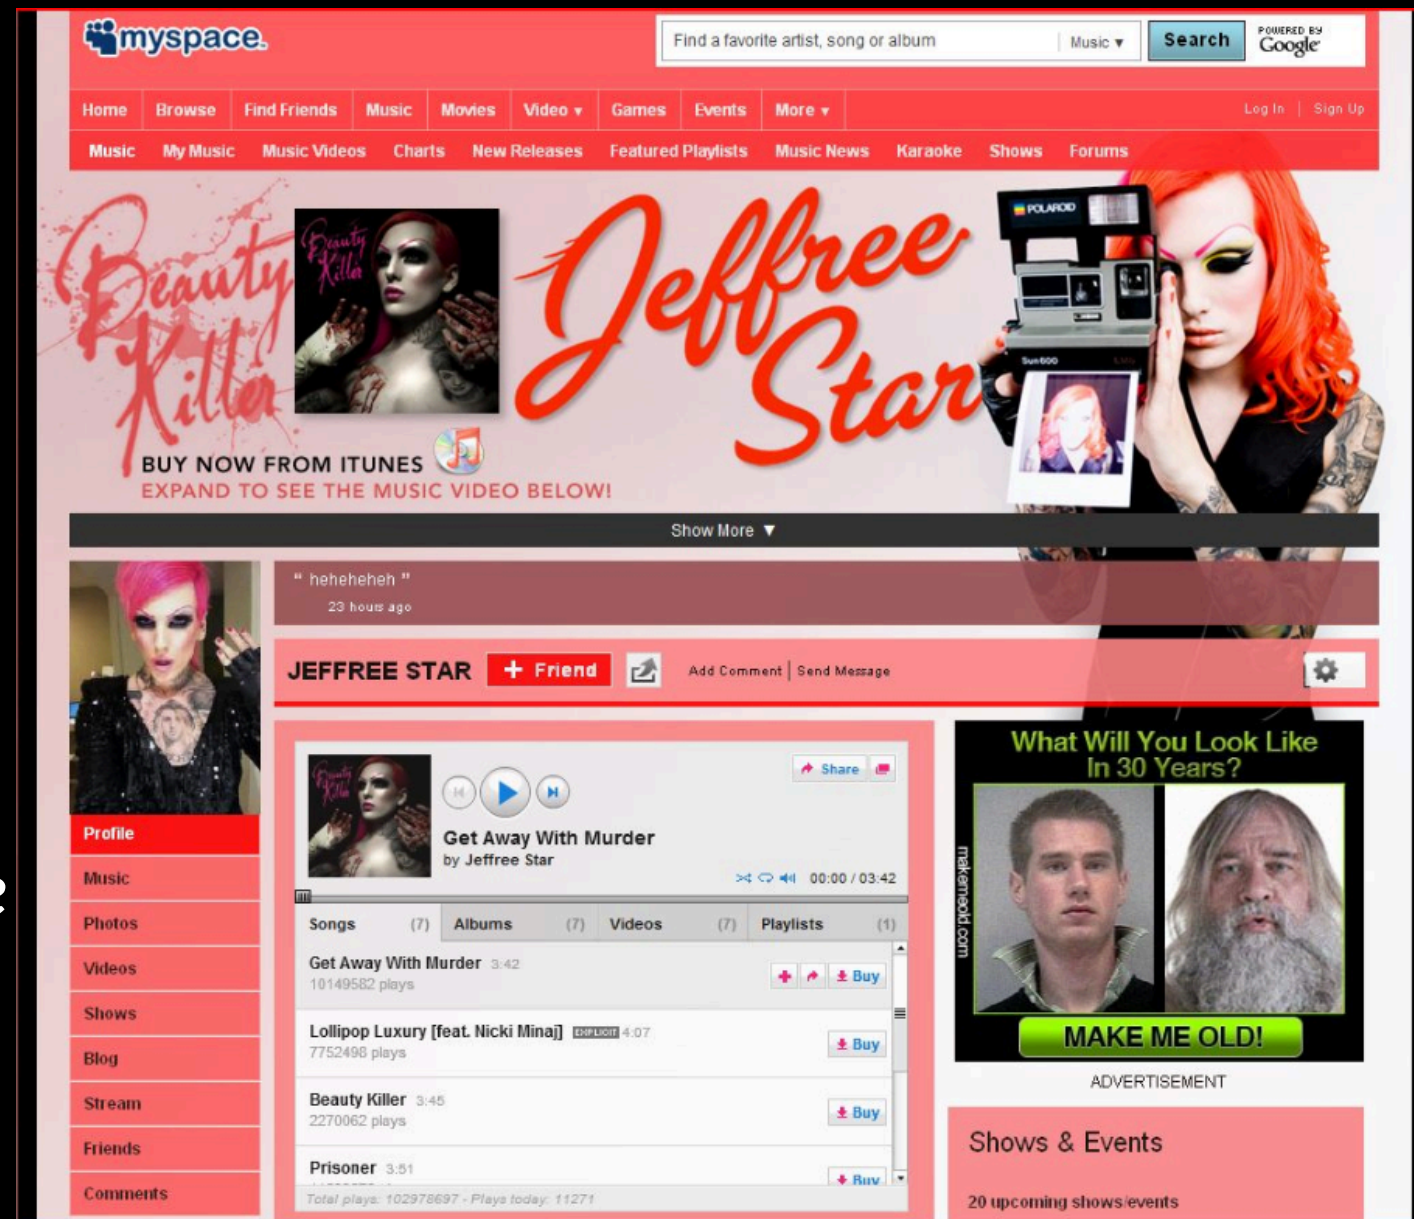 myspace.
Find a favorite artist, song or album
Music ▼
Search
POWERED BY
Google
Home Browse Find Friends Music Movies Video ▼ Games Events More ▼
Log In | Sign Up
Music My Music Music Videos Charts New Releases Featured Playlists Music News Karaoke Shows Forums
Beauty
Killer
Beauty
Killer
Jeffree
Star
POLAROID
Sun600
BUY NOW FROM ITUNES
EXPAND TO SEE THE MUSIC VIDEO BELOW!
Show More ▼
" heheheheh "
23 hours ago
JEFFREE STAR
+ Friend
Add Comment | Send Message
Profile
Music
Photos
Videos
Shows
Blog
Stream
Friends
Comments
Beauty
Killer
Share
Get Away With Murder
by Jeffree Star
00:00 / 03:42
Songs (7) Albums (7) Videos (7) Playlists (1)
Get Away With Murder 3:42
10149582 plays
Buy
Lollipop Luxury [feat. Nicki Minaj] EXPLICIT 4:07
7752498 plays
Buy
Beauty Killer 3:45
2270062 plays
Buy
Prisoner 3:51
Buy
Total plays: 102978697 - Plays today: 11271
What Will You Look Like
In 30 Years?
makemeold.com
MAKE ME OLD!
ADVERTISEMENT
Shows & Events
20 upcoming shows/events